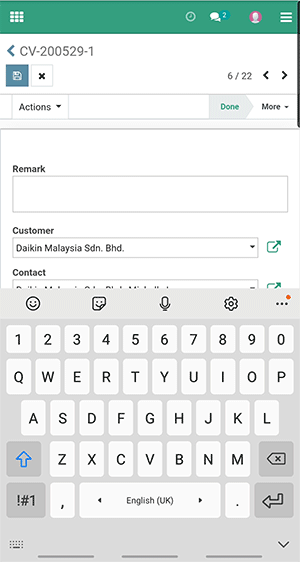 2
CV-200529-1
6 / 22
Actions
Done
More
Remark
Customer
Daikin Malaysia Sdn. Bhd.
Contact
1 2 3 4 5 6 7 8 9 0
Q W E R T Y U I O P
A S D F G H J K L
Z X C V B N M
!#1 , English (UK) .